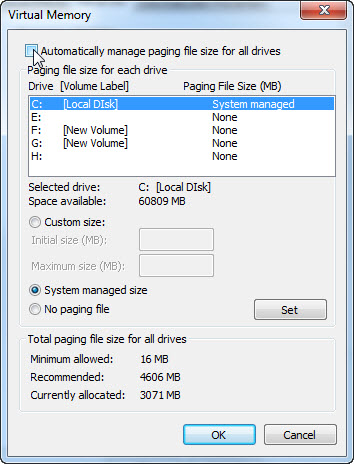 Virtual Memory
Automatically manage paging file size for all drives
Paging file size for each drive
Drive [Volume Label] Paging File Size (MB)
C: [Local DIsk] System managed
E: None
F: [New Volume] None
G: [New Volume] None
H: None
Selected drive: C: [Local DIsk]
Space available: 60809 MB
Custom size:
Initial size (MB):
Maximum size (MB):
System managed size
No paging file Set
Total paging file size for all drives
Minimum allowed: 16 MB
Recommended: 4606 MB
Currently allocated: 3071 MB
OK Cancel